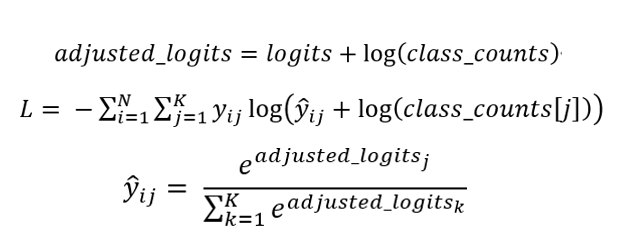 adjusted_logits = logits + log(class_counts)
L = −∑_{i=1}^{N} ∑_{j=1}^{K} y_{ij} log(ŷ_{ij} + log(class_counts[j]))
ŷ_{ij} = e^{adjusted_logits_j} / ∑_{k=1}^{K} e^{adjusted_logits_k}